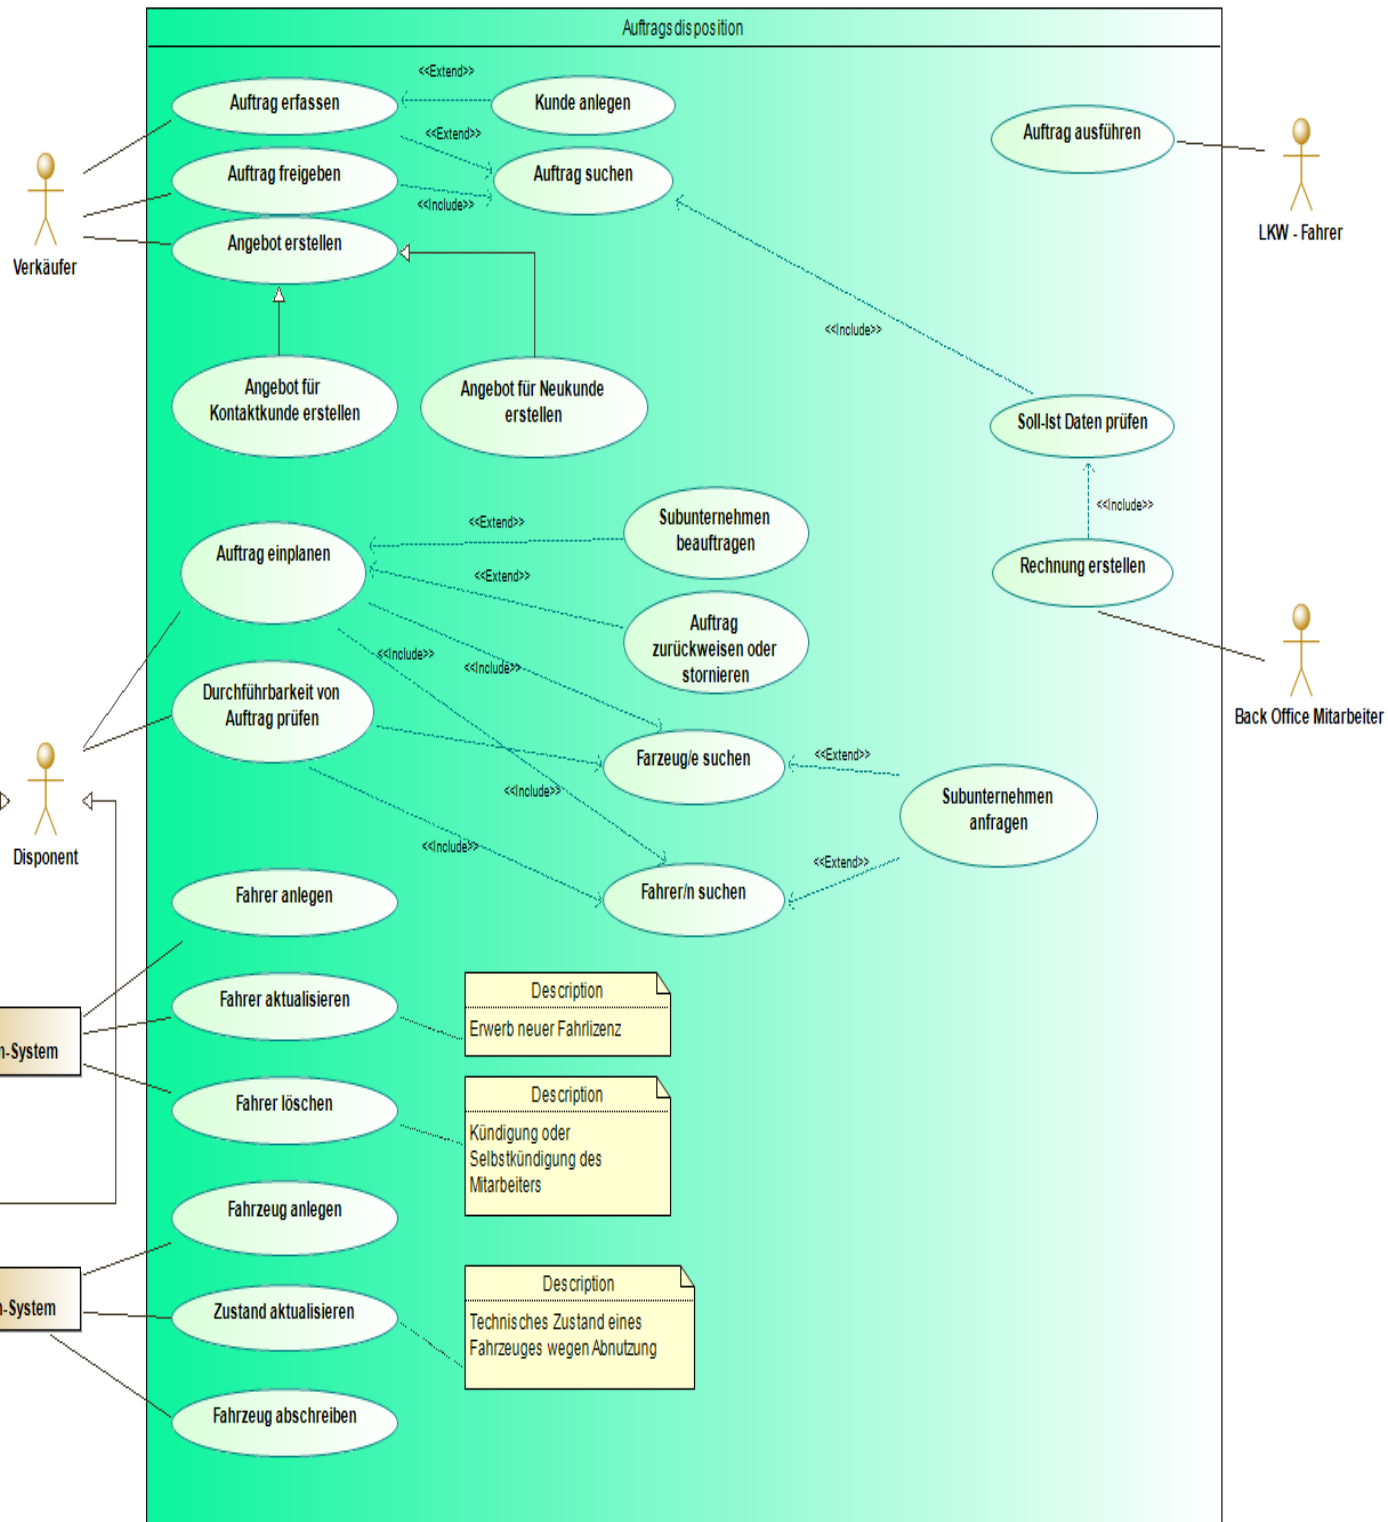 Auftragsdisposition
<<Extend>>
Auftrag erfassen
Kunde anlegen
<<Extend>>
Auftrag ausführen
Auftrag freigeben
Auftrag suchen
<<Include>>
Verkäufer
LKW - Fahrer
Angebot erstellen
<<Include>>
Angebot für
Kontaktkunde erstellen
Angebot für Neukunde
erstellen
Soll-Ist Daten prüfen
<<Include>>
Subunternehmen
beauftragen
<<Extend>>
Auftrag einplanen
Rechnung erstellen
<<Extend>>
Auftrag
zurückweisen oder
stornieren
<<Include>>
<<Include>>
Durchführbarkeit von
Auftrag prüfen
Back Office Mitarbeiter
Farzeug/e suchen
<<Extend>>
<<Include>>
Subunternehmen
anfragen
Disponent
<<Include>>
<<Extend>>
Fahrer anlegen
Fahrer/n suchen
Fahrer aktualisieren
Description
Erwerb neuer Fahrlizenz
n-System
Fahrer löschen
Description
Kündigung oder
Selbstkündigung des
Mitarbeiters
Fahrzeug anlegen
Description
n-System
Zustand aktualisieren
Technisches Zustand eines
Fahrzeuges wegen Abnutzung
Fahrzeug abschreiben